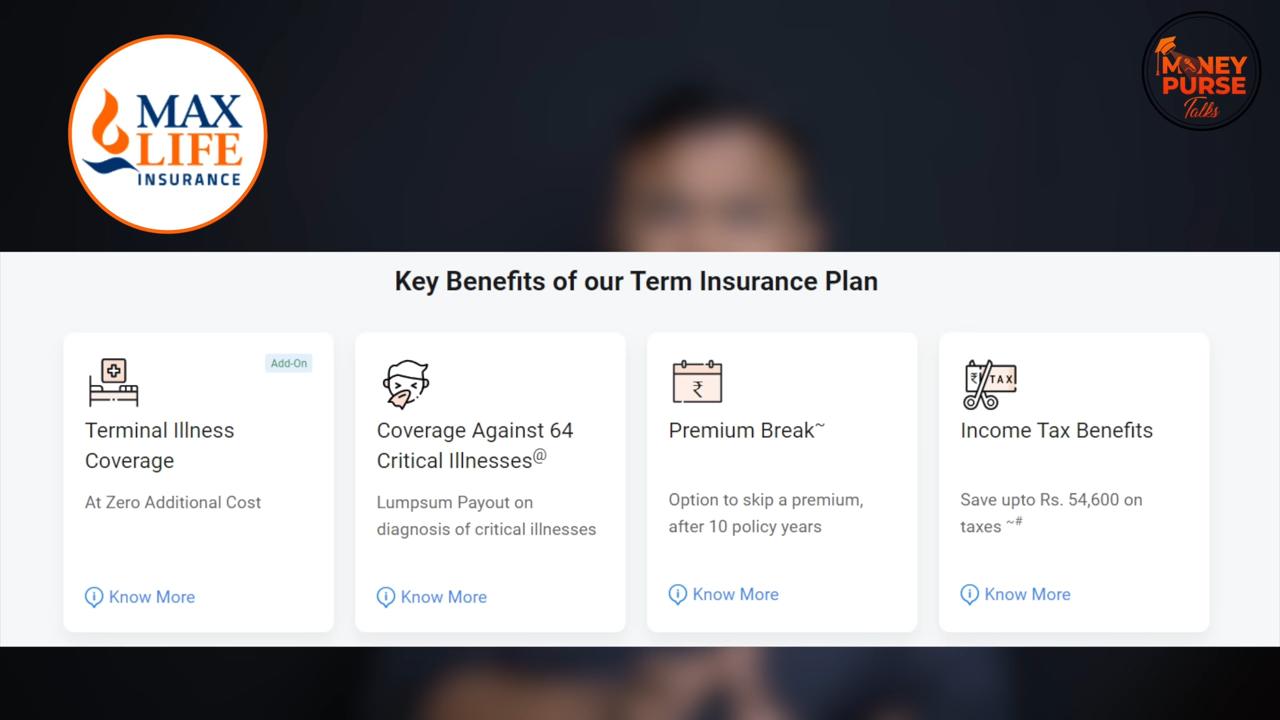 MAX
LIFE
INSURANCE
MONEY
PURSE
Talks
Key Benefits of our Term Insurance Plan
Add-On
Terminal Illness
Coverage
At Zero Additional Cost
Know More
Coverage Against 64
Critical Illnesses@
Lumpsum Payout on
diagnosis of critical illnesses
Know More
₹
Premium Break~
Option to skip a premium,
after 10 policy years
Know More
₹ TAX
Income Tax Benefits
Save upto Rs. 54,600 on
taxes ~#
Know More